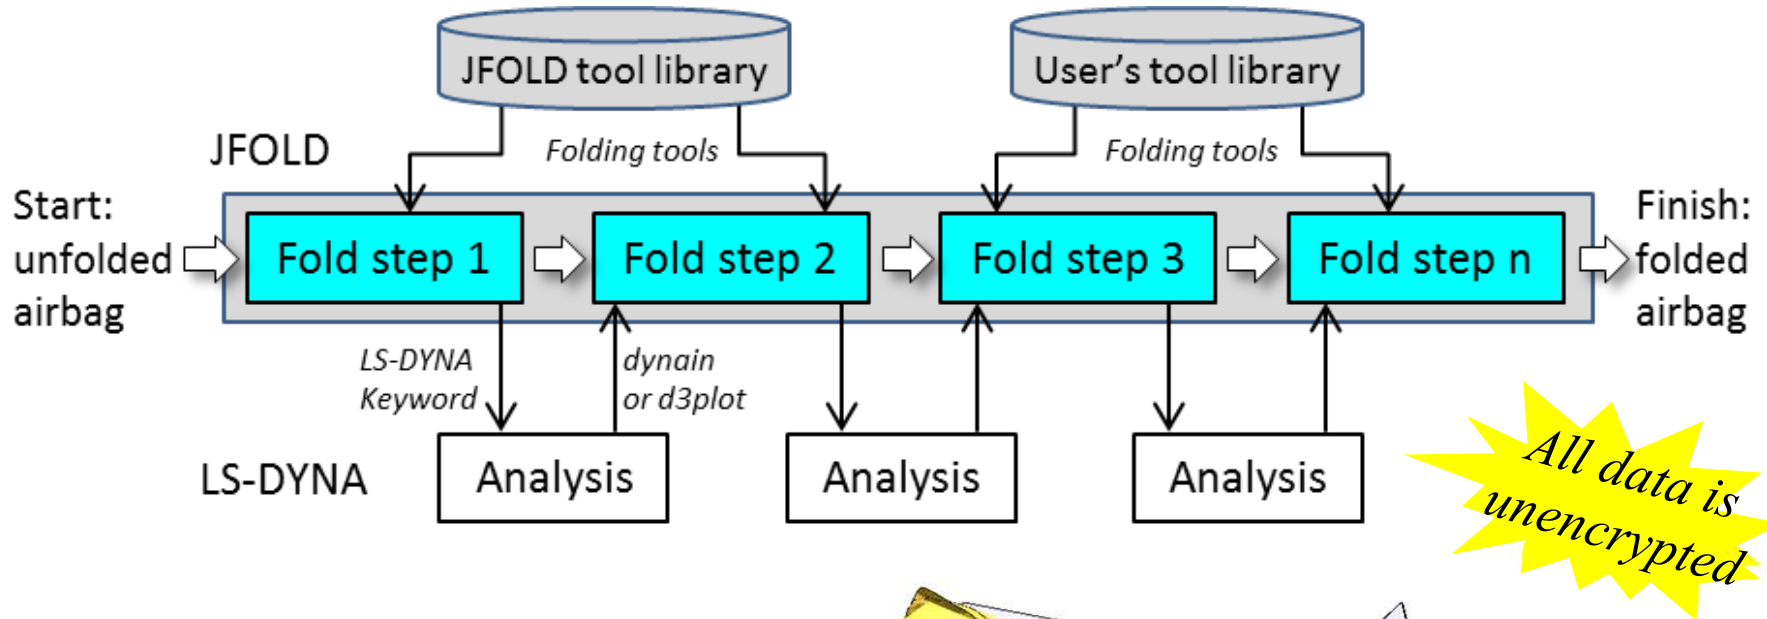 JFOLD tool library
User's tool library
JFOLD
Folding tools
Folding tools
Start:
unfolded
airbag
Fold step 1
Fold step 2
Fold step 3
Fold step n
Finish:
folded
airbag
LS-DYNA
Keyword
dynain
or d3plot
LS-DYNA
Analysis
Analysis
Analysis
All data is
unencrypted